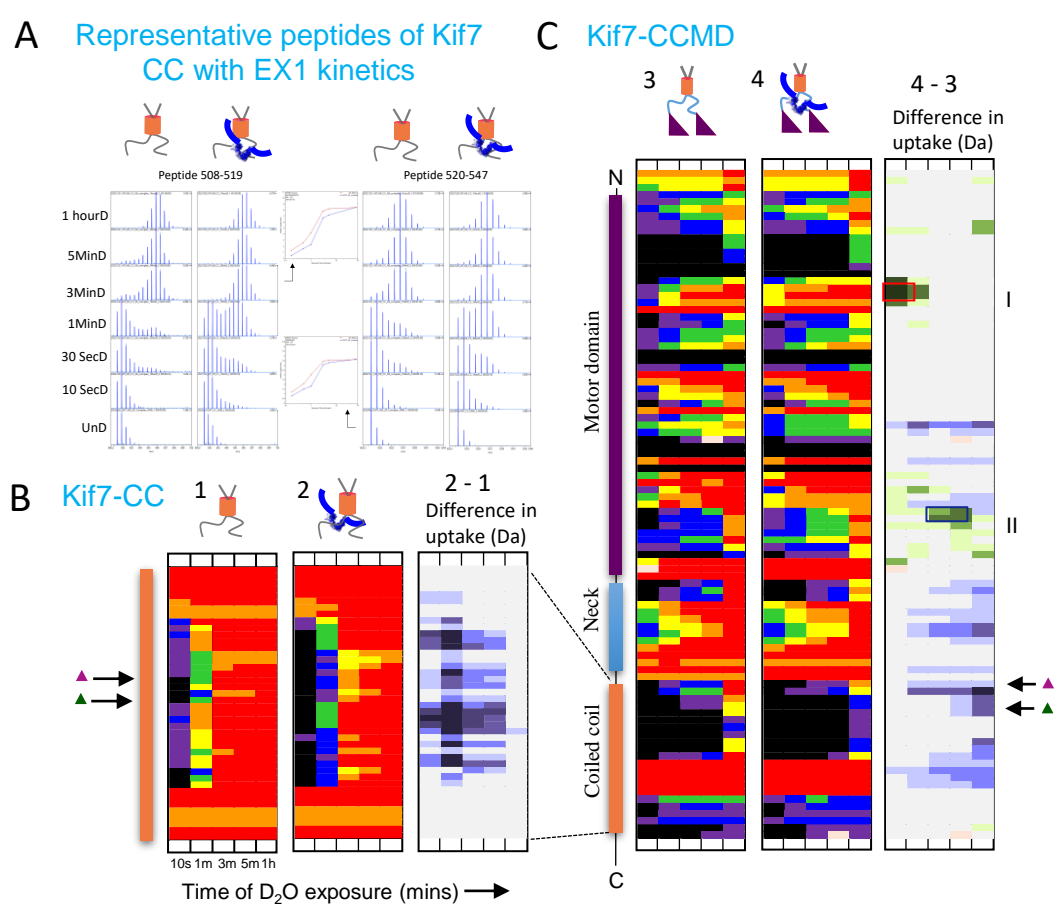 A
Representative peptides of Kif7
CC with EX1 kinetics
Peptide 508-519
Peptide 520-547
1 hourD
5MinD
3MinD
1MinD
30 SecD
10 SecD
UnD
B
Kif7-CC
1
2
2 - 1
Difference in
uptake (Da)
10s 1m 3m 5m 1h
Time of D₂O exposure (mins)
C
Kif7-CCMD
3
4
4 - 3
Difference in
uptake (Da)
N
Motor domain
Neck
Coiled coil
C
I
II